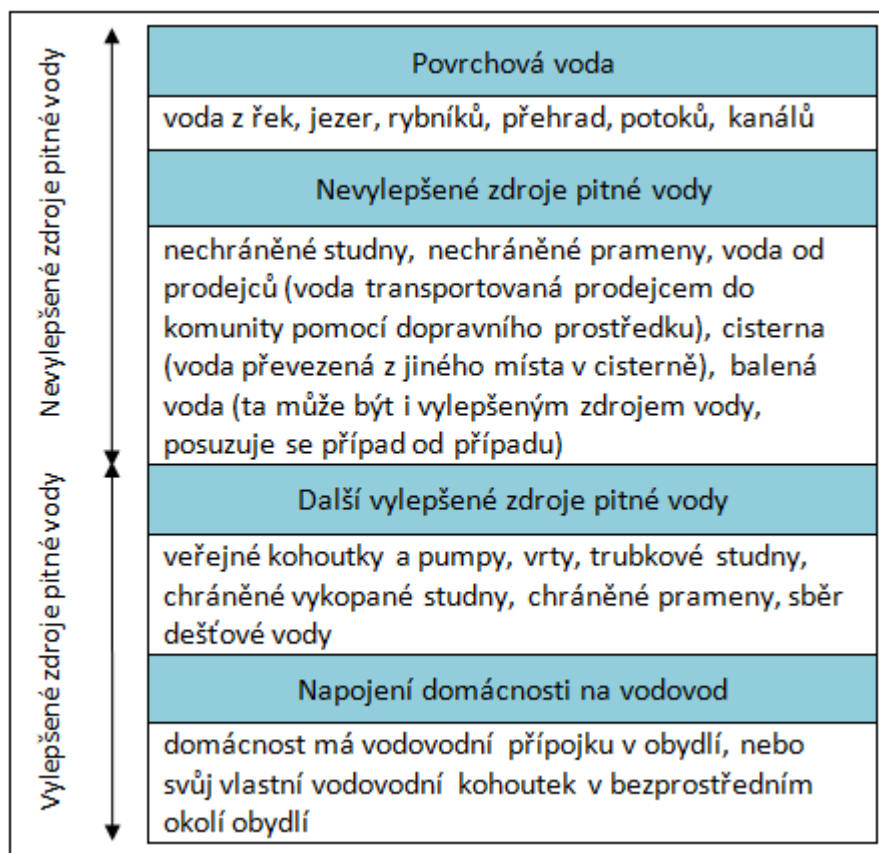 Nevylepšené zdroje pitné vody
Povrchová voda
voda z řek, jezer, rybníků, přehrad, potoků, kanálů
Nevylepšené zdroje pitné vody
nechráněné studny, nechráněné prameny, voda od
prodejců (voda transportovaná prodejcem do
komunity pomocí dopravního prostředku), cisterna
(voda převezená z jiného místa v cisterně), balená
voda (ta může být i vylepšeným zdrojem vody,
posuzuje se případ od případu)
Vylepšené zdroje pitné vody
Další vylepšené zdroje pitné vody
veřejné kohoutky a pumpy, vrty, trubkové studny,
chráněné vykopané studny, chráněné prameny, sběr
dešťové vody
Napojení domácnosti na vodovod
domácnost má vodovodní přípojku v obydlí, nebo
svůj vlastní vodovodní kohoutek v bezprostředním
okolí obydlí